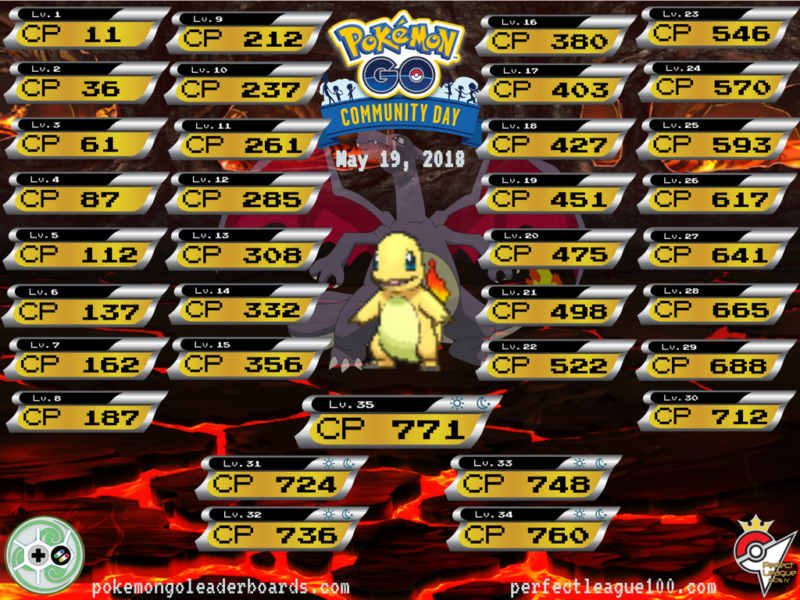 Lv.1
CP 11
Lv.2
CP 36
Lv.3
CP 61
Lv.4
CP 87
Lv.5
CP 112
Lv.6
CP 137
Lv.7
CP 162
Lv.8
CP 187
Lv.9
CP 212
Lv.10
CP 237
Lv.11
CP 261
Lv.12
CP 285
Lv.13
CP 308
Lv.14
CP 332
Lv.15
CP 356
POKéMON
GO
COMMUNITY DAY
May 19, 2018
Lv.16
CP 380
Lv.17
CP 403
Lv.18
CP 427
Lv.19
CP 451
Lv.20
CP 475
Lv.21
CP 498
Lv.22
CP 522
Lv.23
CP 546
Lv.24
CP 570
Lv.25
CP 593
Lv.26
CP 617
Lv.27
CP 641
Lv.28
CP 665
Lv.29
CP 688
Lv.30
CP 712
Lv.35
CP 771
Lv.31
CP 724
Lv.32
CP 736
Lv.33
CP 748
Lv.34
CP 760
pokemongoleaderboards.com
perfectleague100.com